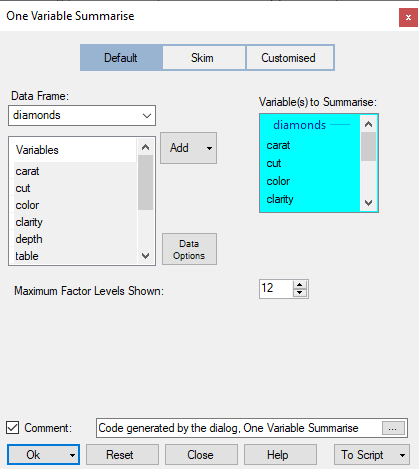 One Variable Summarise
x
Default Skim Customised
Data Frame:
Variable(s) to Summarise:
diamonds
diamonds
carat
cut
color
clarity
Variables
carat
cut
color
clarity
depth
table
Add
Data
Options
Maximum Factor Levels Shown: 12
Comment: Code generated by the dialog, One Variable Summarise ...
Ok Reset Close Help To Script